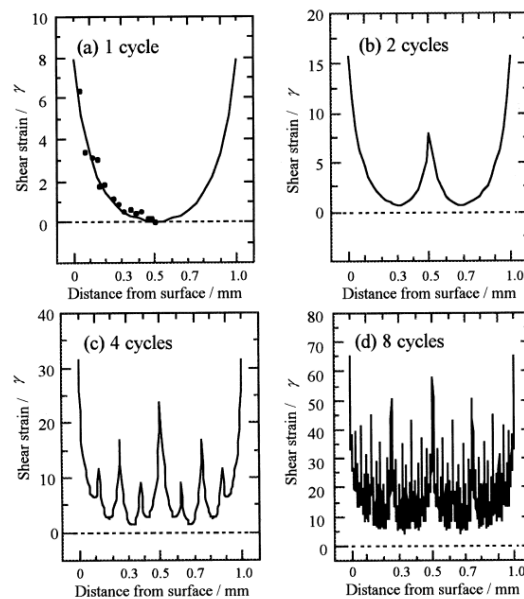 (a) 1 cycle
10
8
6
4
2
0
Shear strain / γ
0 0.3 0.5 0.7 1.0
Distance from surface / mm
(b) 2 cycles
20
15
10
5
0
Shear strain / γ
0 0.3 0.5 0.7 1.0
Distance from surface / mm
(c) 4 cycles
40
30
20
10
0
Shear strain / γ
0 0.3 0.5 0.7 1.0
Distance from surface / mm
(d) 8 cycles
80
70
60
50
40
30
20
10
0
Shear strain / γ
0 0.3 0.5 0.7 1.0
Distance from surface / mm